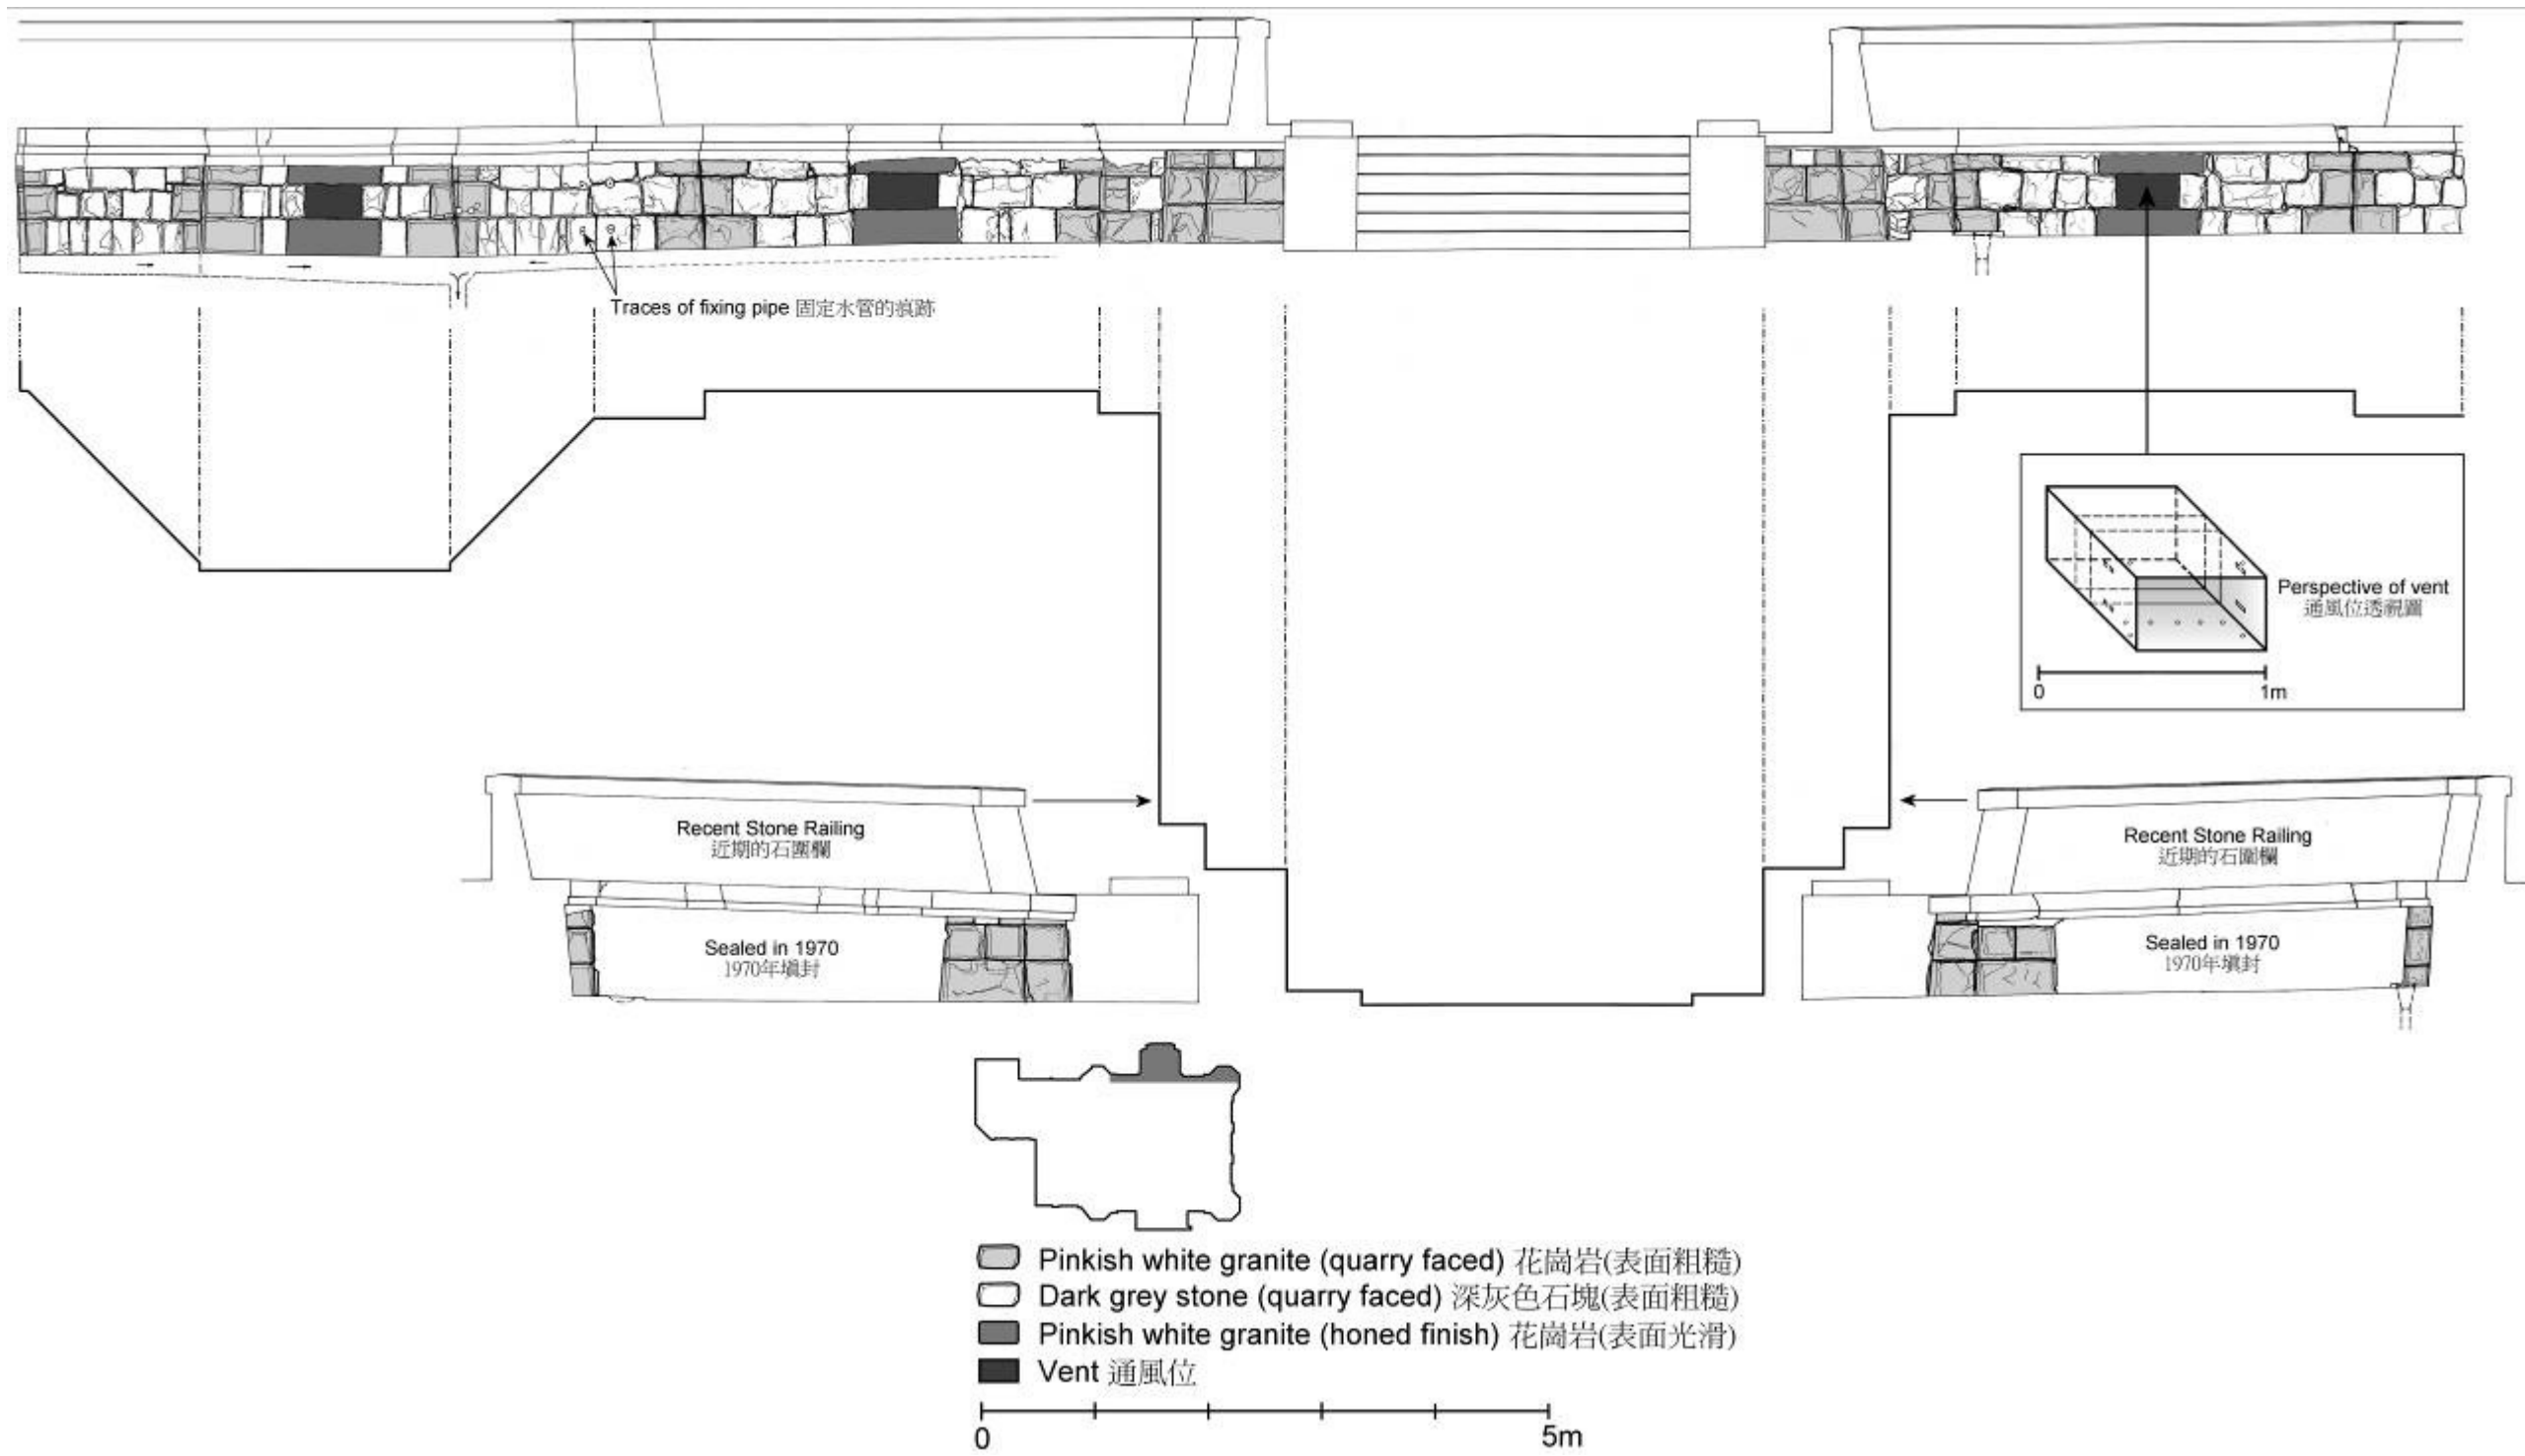 Traces of fixing pipe 固定水管的痕跡
Perspective of vent
通風位透視圖
0 1m
Recent Stone Railing
近期的石圍欄
Sealed in 1970
1970年塡封
Recent Stone Railing
近期的石圍欄
Sealed in 1970
1970年塡封
Pinkish white granite (quarry faced) 花崗岩(表面粗糙)
Dark grey stone (quarry faced) 深灰色石塊(表面粗糙)
Pinkish white granite (honed finish) 花崗岩(表面光滑)
Vent 通風位
0 5m